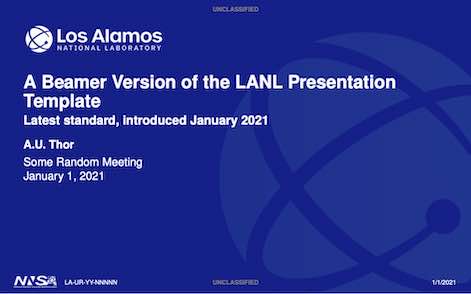 UNCLASSIFIED
Los Alamos
NATIONAL LABORATORY
A Beamer Version of the LANL Presentation
Template
Latest standard, introduced January 2021
A.U. Thor
Some Random Meeting
January 1, 2021
NNSA
LA-UR-YY-NNNNN
UNCLASSIFIED
1/1/2021